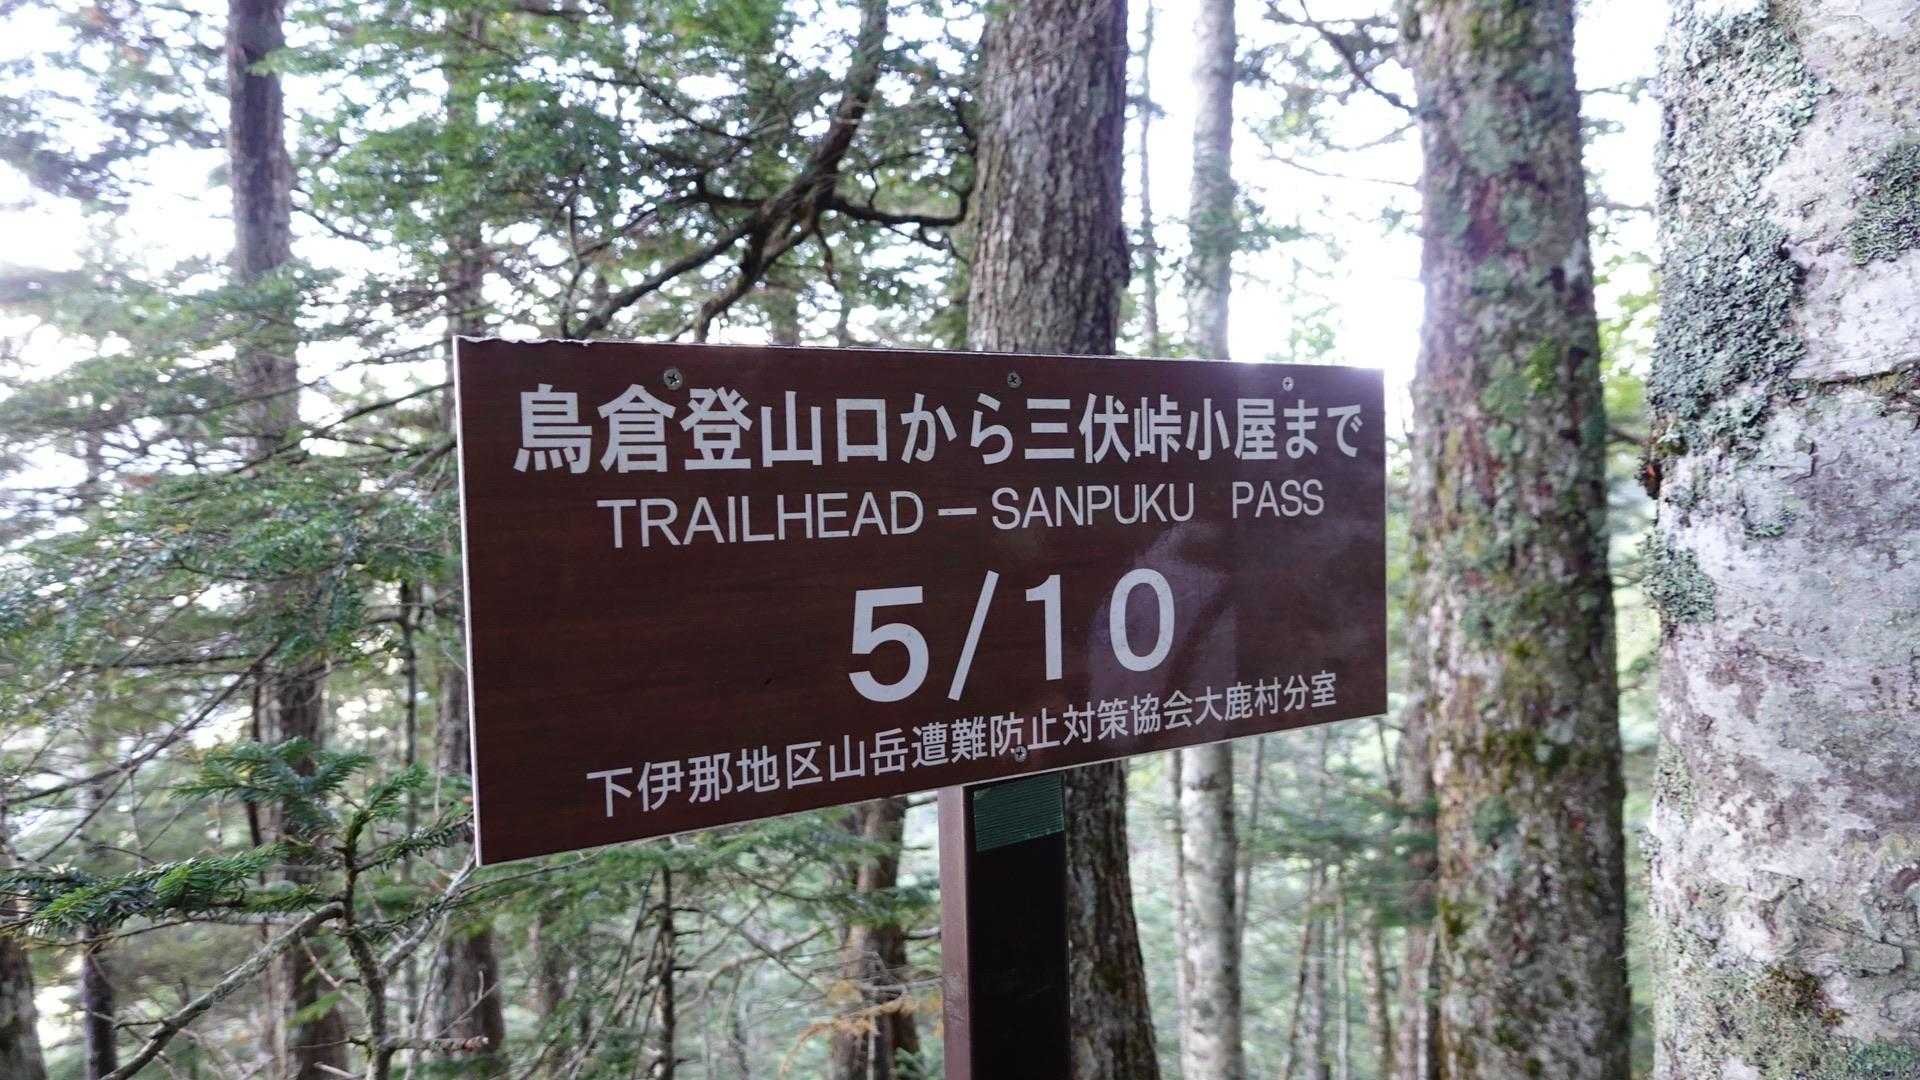 鳥倉登山口から三伏峠小屋まで
TRAILHEAD － SANPUKU PASS
5/10
下伊那地区山岳遭難防止対策協会大鹿村分室